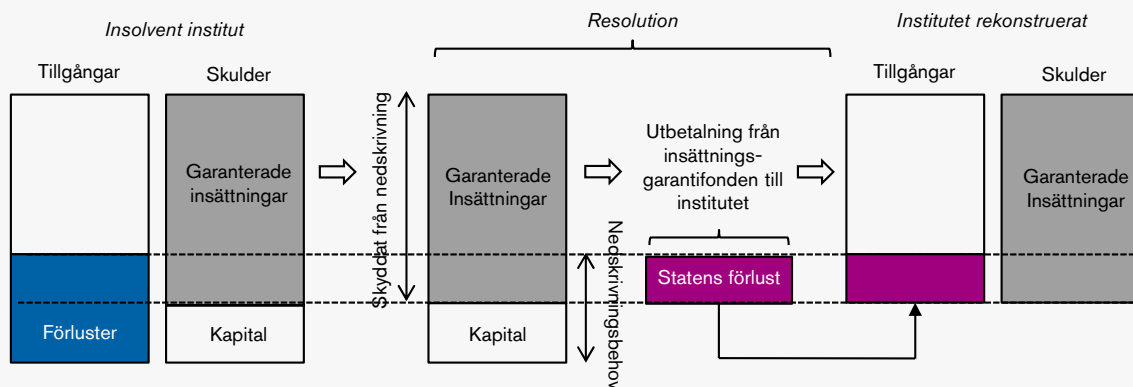 Insolvent institut
Resolution
Institutet rekonstruerat
Tillgångar
Skulder
Tillgångar
Skulder
Garanterade
insättningar
Förluster
Kapital
Skyddat från nedskrivning
Garanterade
Insättningar
Kapital
Nedskrivningsbehov
Utbetalning från
insättnings-
garantifonden till
institutet
Statens förlust
Garanterade
Insättningar